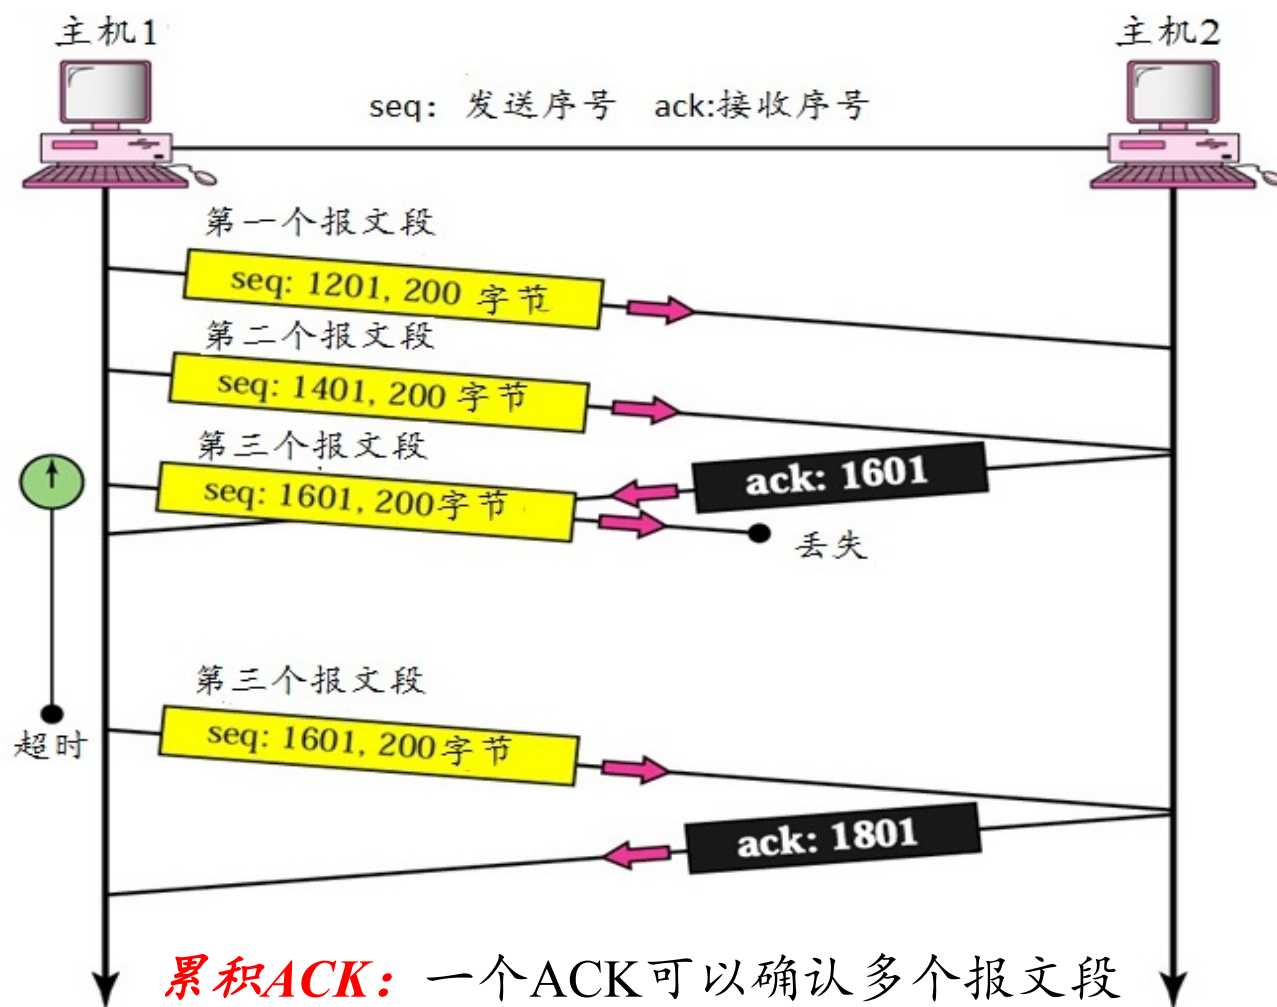 主机1
主机2
seq: 发送序号 ack:接收序号
第一个报文段
seq: 1201, 200 字节
第二个报文段
seq: 1401, 200 字节
第三个报文段
ack: 1601
seq: 1601, 200字节
丢失
第三个报文段
seq: 1601, 200字节
超时
ack: 1801
累积ACK：一个ACK可以确认多个报文段